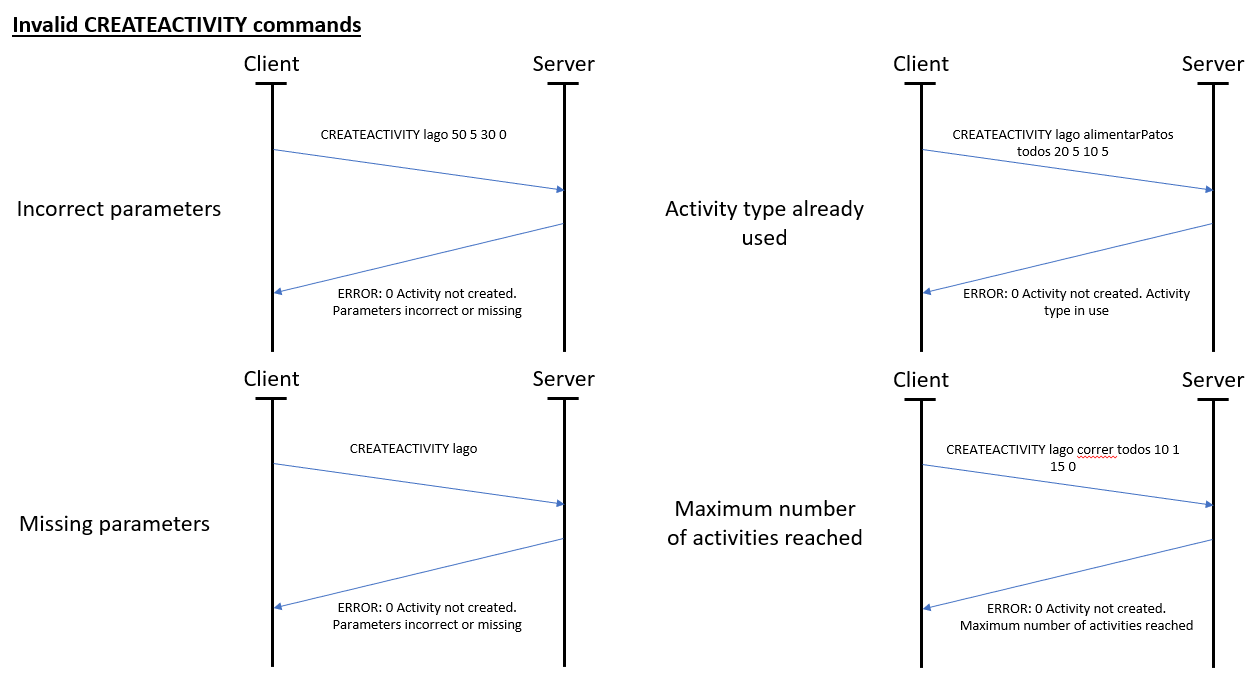 Invalid CREATEACTIVITY commands
Client
Server
CREATEACTIVITY lago 50 5 30 0
Incorrect parameters
ERROR: 0 Activity not created.
Parameters incorrect or missing
Client
Server
CREATEACTIVITY lago alimentarPatos
todos 20 5 10 5
Activity type already
used
ERROR: 0 Activity not created. Activity
type in use
Client
Server
CREATEACTIVITY lago
Missing parameters
ERROR: 0 Activity not created.
Parameters incorrect or missing
Client
Server
CREATEACTIVITY lago correr todos 10 1
15 0
Maximum number
of activities reached
ERROR: 0 Activity not created.
Maximum number of activities reached